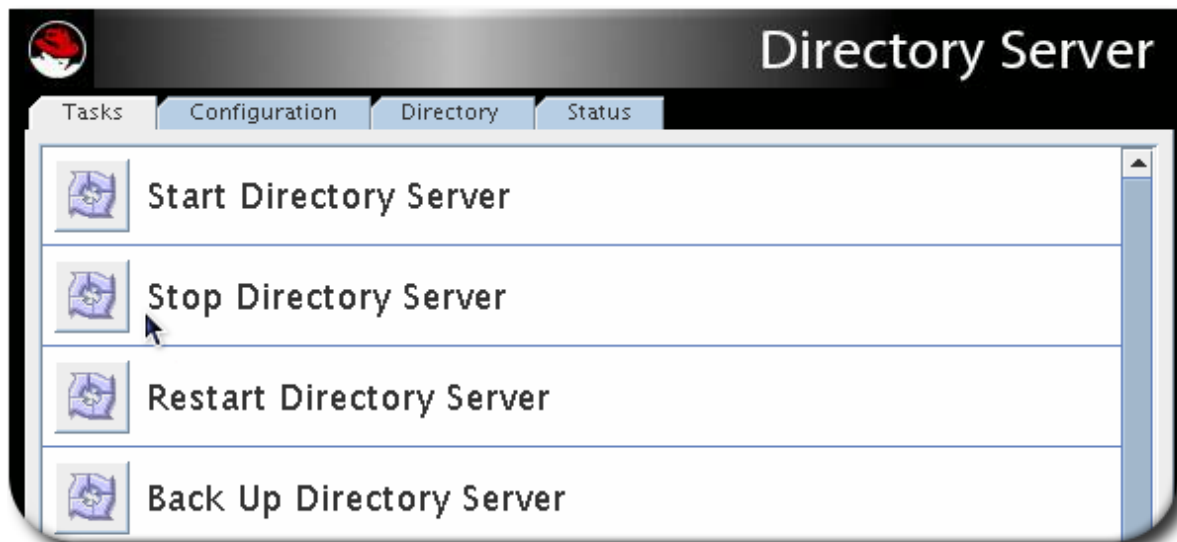 Directory Server
Tasks Configuration Directory Status
Start Directory Server
Stop Directory Server
Restart Directory Server
Back Up Directory Server